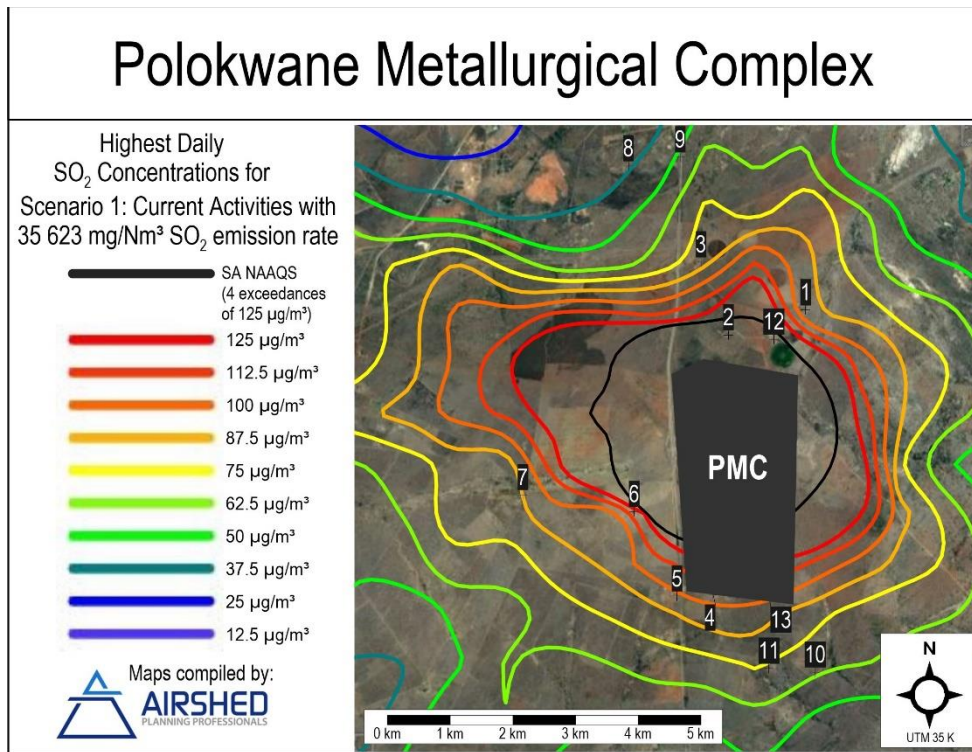 Polokwane Metallurgical Complex
Highest Daily
SO₂ Concentrations for
Scenario 1: Current Activities with
35 623 mg/Nm³ SO₂ emission rate
SA NAAQS
(4 exceedances
of 125 µg/m³)
125 µg/m³
112.5 µg/m³
100 µg/m³
87.5 µg/m³
75 µg/m³
62.5 µg/m³
50 µg/m³
37.5 µg/m³
25 µg/m³
12.5 µg/m³
Maps compiled by:
AIRSHED
PLANNING PROFESSIONALS
8
9
3
1
2
12
PMC
7
6
5
4
13
11
10
0 km
1 km
2 km
3 km
4 km
5 km
N
UTM 35 K